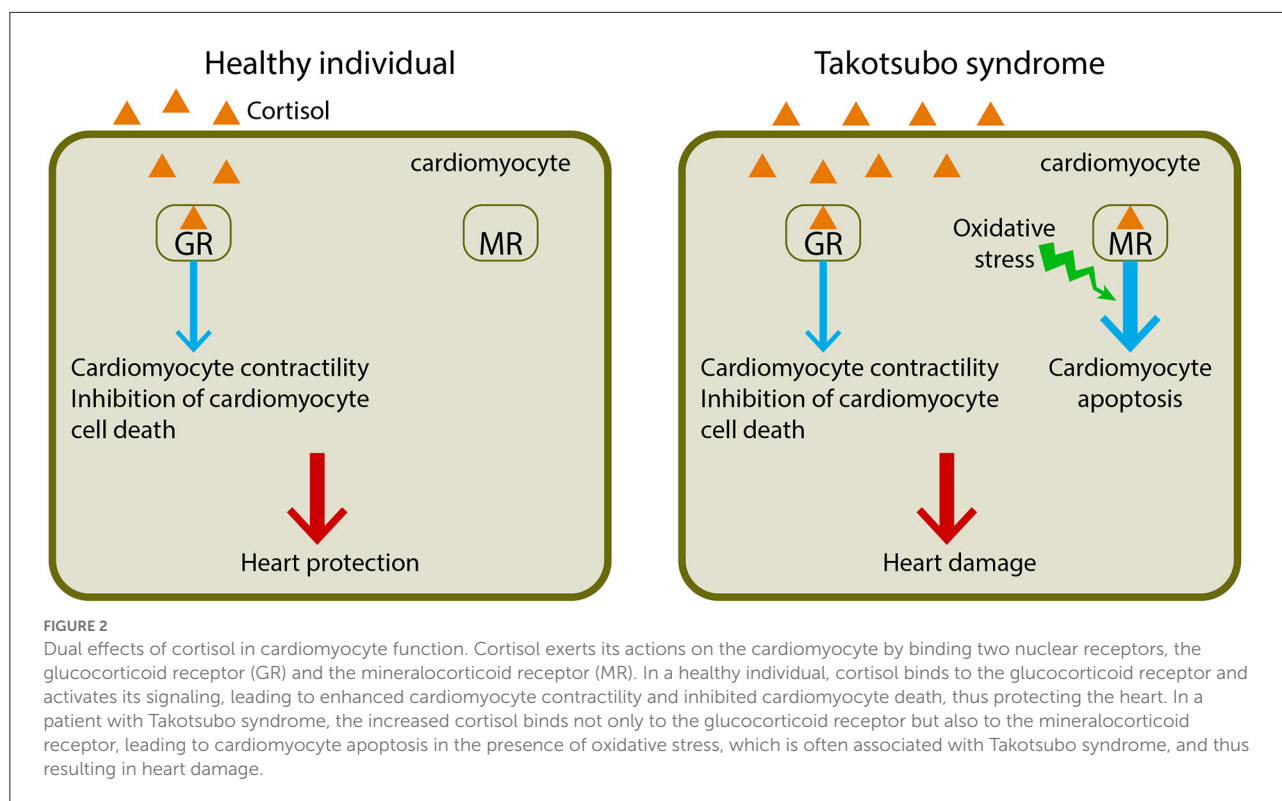 Healthy individual
Cortisol
cardiomyocyte
GR
MR
Cardiomyocyte contractility
Inhibition of cardiomyocyte
cell death
Heart protection
Takotsubo syndrome
cardiomyocyte
Oxidative
stress
GR
MR
Cardiomyocyte contractility
Inhibition of cardiomyocyte
cell death
Cardiomyocyte
apoptosis
Heart damage
FIGURE 2
Dual effects of cortisol in cardiomyocyte function. Cortisol exerts its actions on the cardiomyocyte by binding two nuclear receptors, the
glucocorticoid receptor (GR) and the mineralocorticoid receptor (MR). In a healthy individual, cortisol binds to the glucocorticoid receptor and
activates its signaling, leading to enhanced cardiomyocyte contractility and inhibited cardiomyocyte death, thus protecting the heart. In a
patient with Takotsubo syndrome, the increased cortisol binds not only to the glucocorticoid receptor but also to the mineralocorticoid
receptor, leading to cardiomyocyte apoptosis in the presence of oxidative stress, which is often associated with Takotsubo syndrome, and thus
resulting in heart damage.